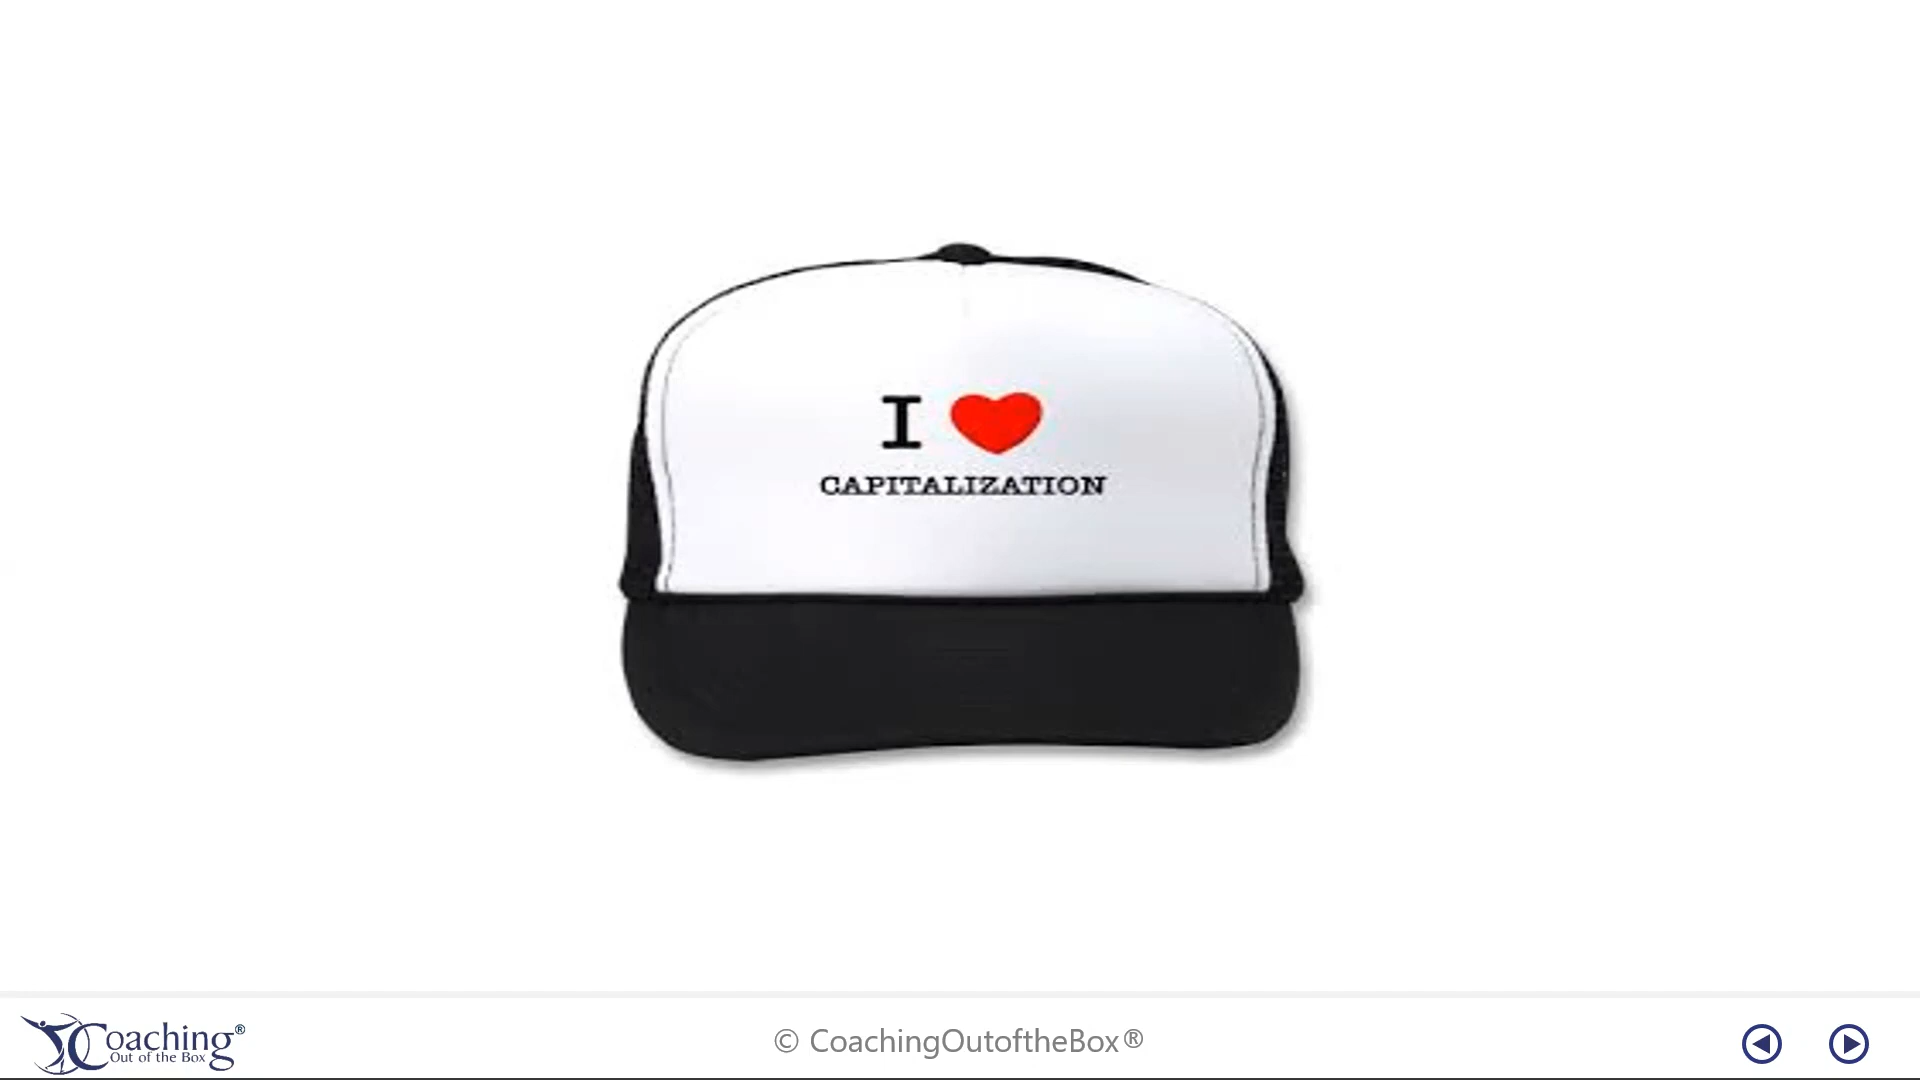 I ❤
CAPITALIZATION
Coaching®
Out of the Box
© CoachingOutoftheBox®